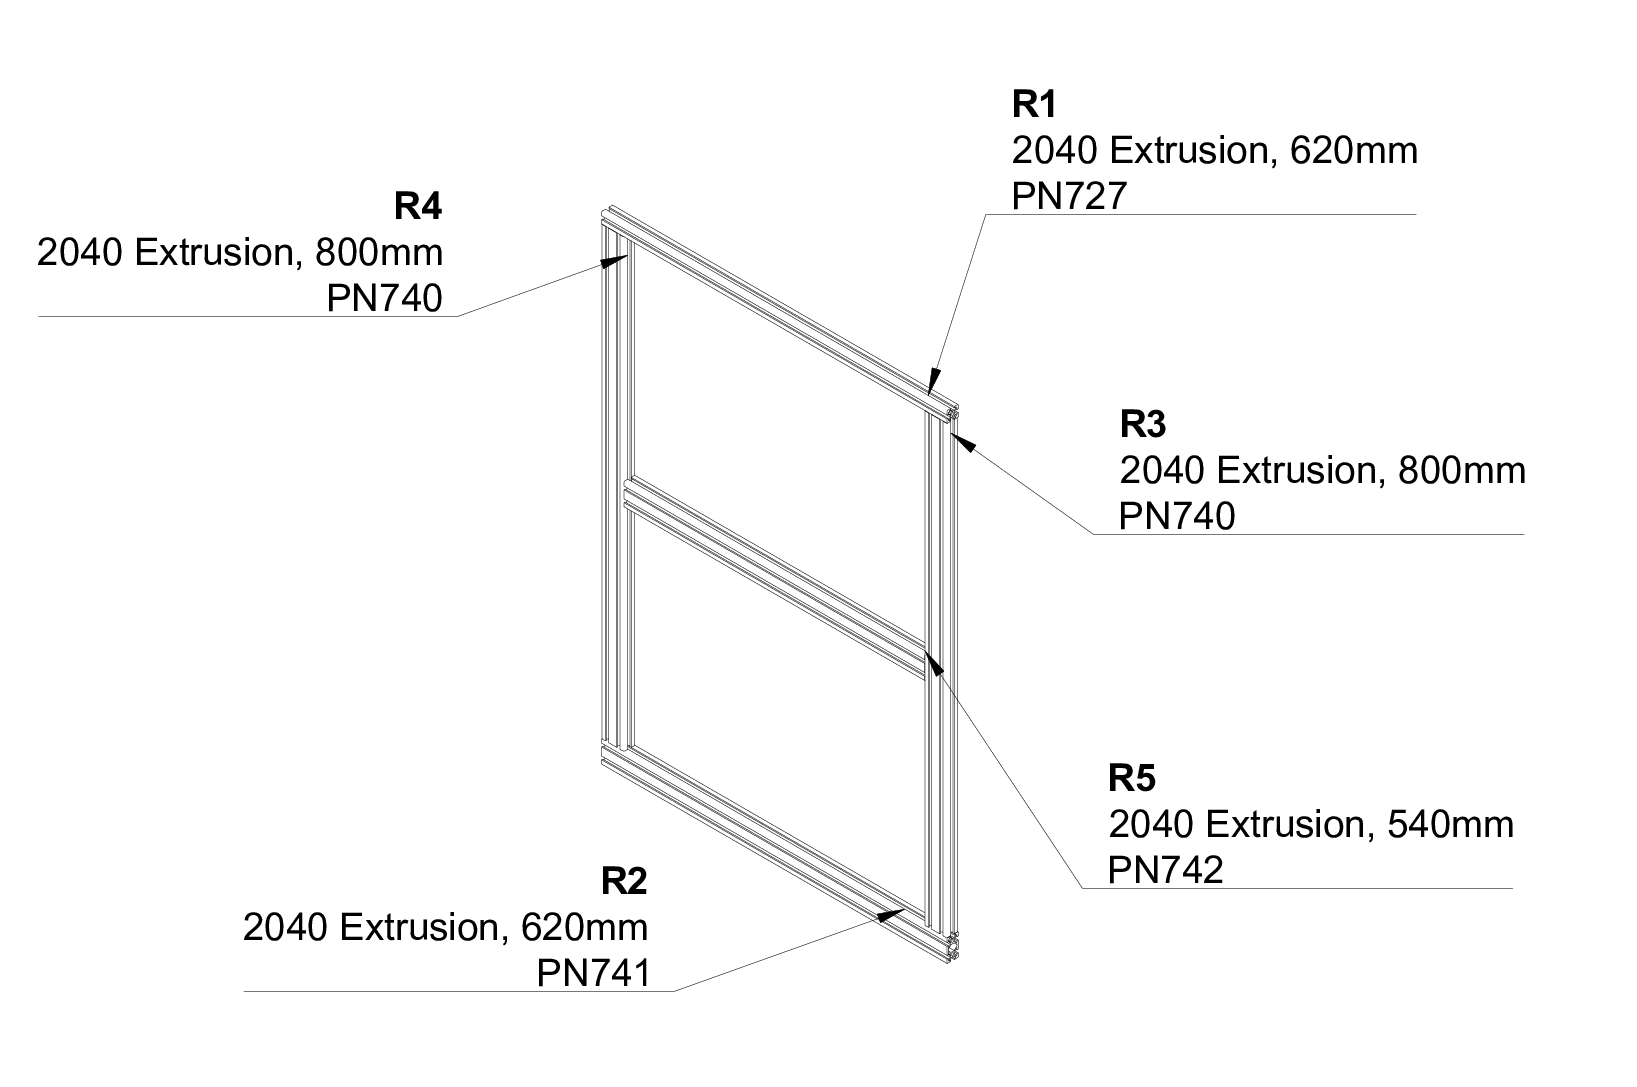 R1
2040 Extrusion, 620mm
PN727
R4
2040 Extrusion, 800mm
PN740
R3
2040 Extrusion, 800mm
PN740
R5
2040 Extrusion, 540mm
PN742
R2
2040 Extrusion, 620mm
PN741